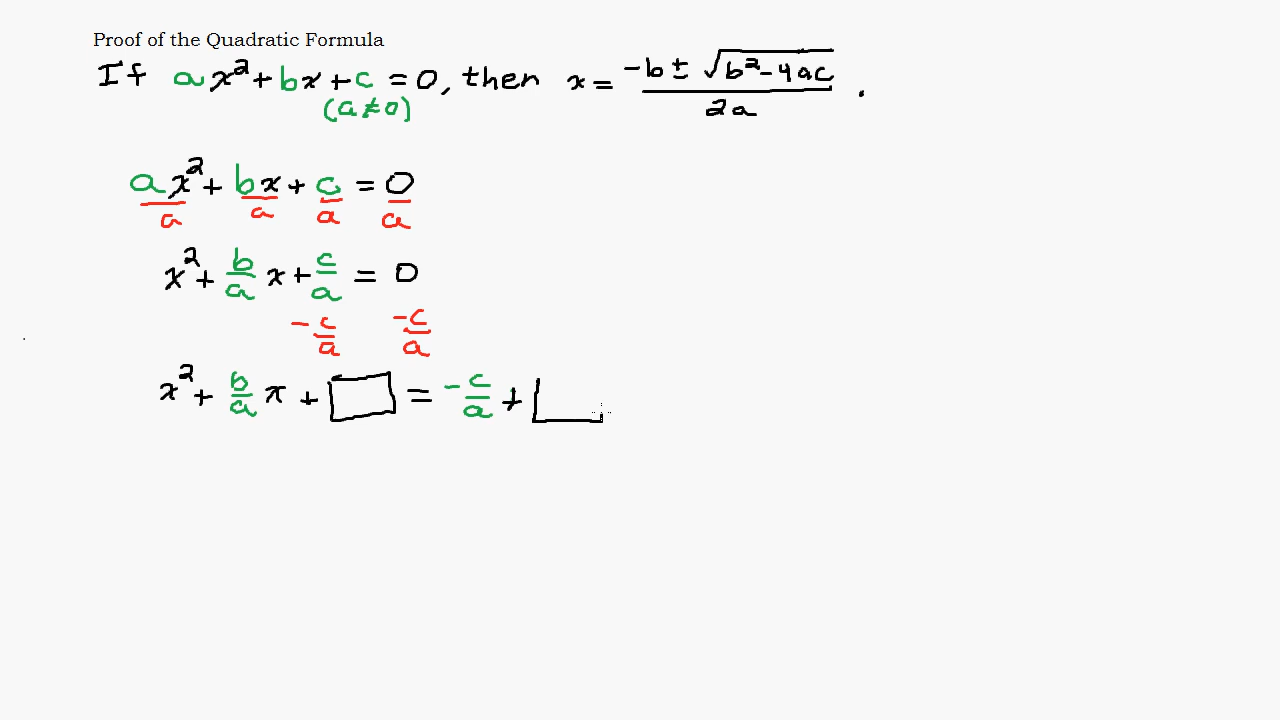 Proof of the Quadratic Formula
If ax²+bx+c=0, then x= (-b±√(b²-4ac))/(2a) .
(a≠0)
ax²/a + bx/a + c/a = 0/a
x²+ b/a x+ c/a = 0
-c/a -c/a
x²+ b/a x + □ = -c/a + □